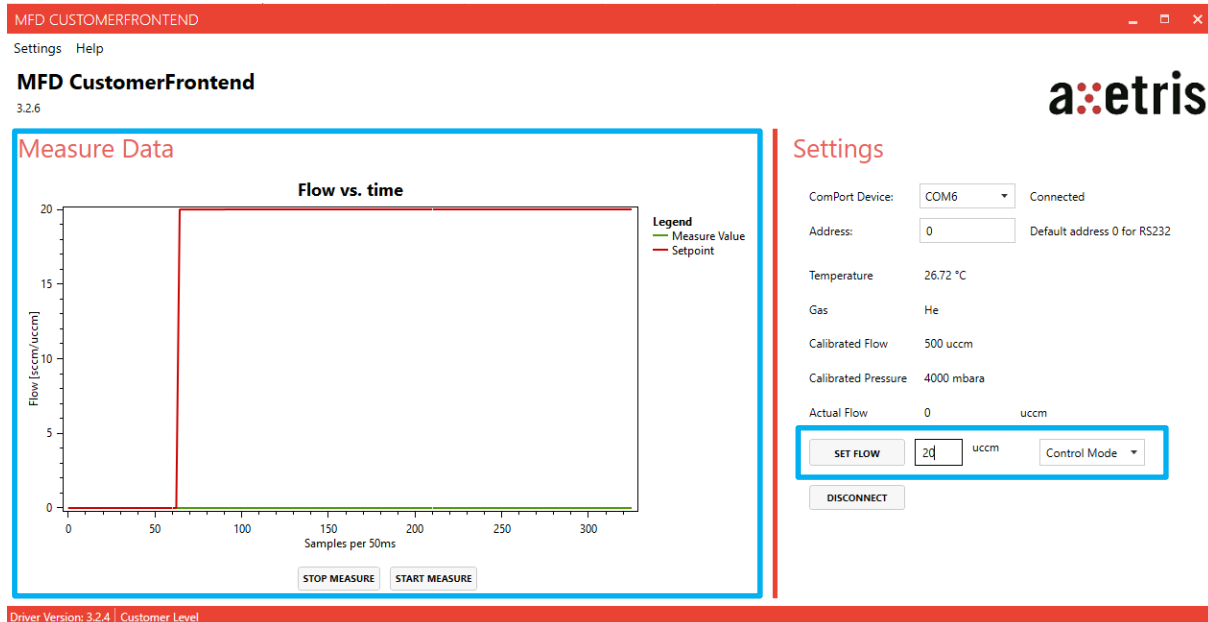 MFD CUSTOMERFRONTEND
Settings Help
MFD CustomerFrontend
3.2.6
axetris
Measure Data
Flow vs. time
20
15
10
5
0
Flow [sccm/uccm]
0 50 100 150 200 250 300
Samples per 50ms
Legend
Measure Value
Setpoint
STOP MEASURE START MEASURE
Settings
ComPort Device: COM6 Connected
Address: 0 Default address 0 for RS232
Temperature 26.72 °C
Gas He
Calibrated Flow 500 uccm
Calibrated Pressure 4000 mbara
Actual Flow 0 uccm
SET FLOW 20 uccm Control Mode
DISCONNECT
Driver Version: 3.2.4 Customer Level